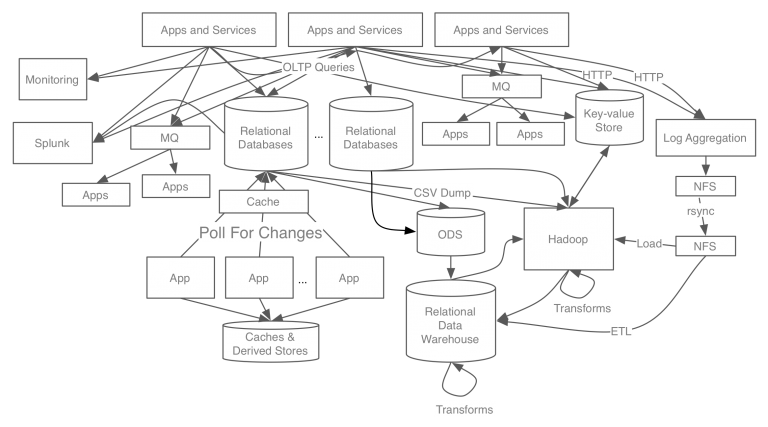 Apps and Services
Apps and Services
Apps and Services
OLTP Queries
HTTP
HTTP
Monitoring
MQ
Splunk
MQ
Relational
Databases
...
Relational
Databases
Apps
Apps
Key-value
Store
Log Aggregation
Apps
Apps
Cache
CSV Dump
NFS
rsync
Poll For Changes
ODS
Hadoop
Load
NFS
App
App
...
App
Relational
Data
Warehouse
Transforms
ETL
Caches &
Derived Stores
Transforms